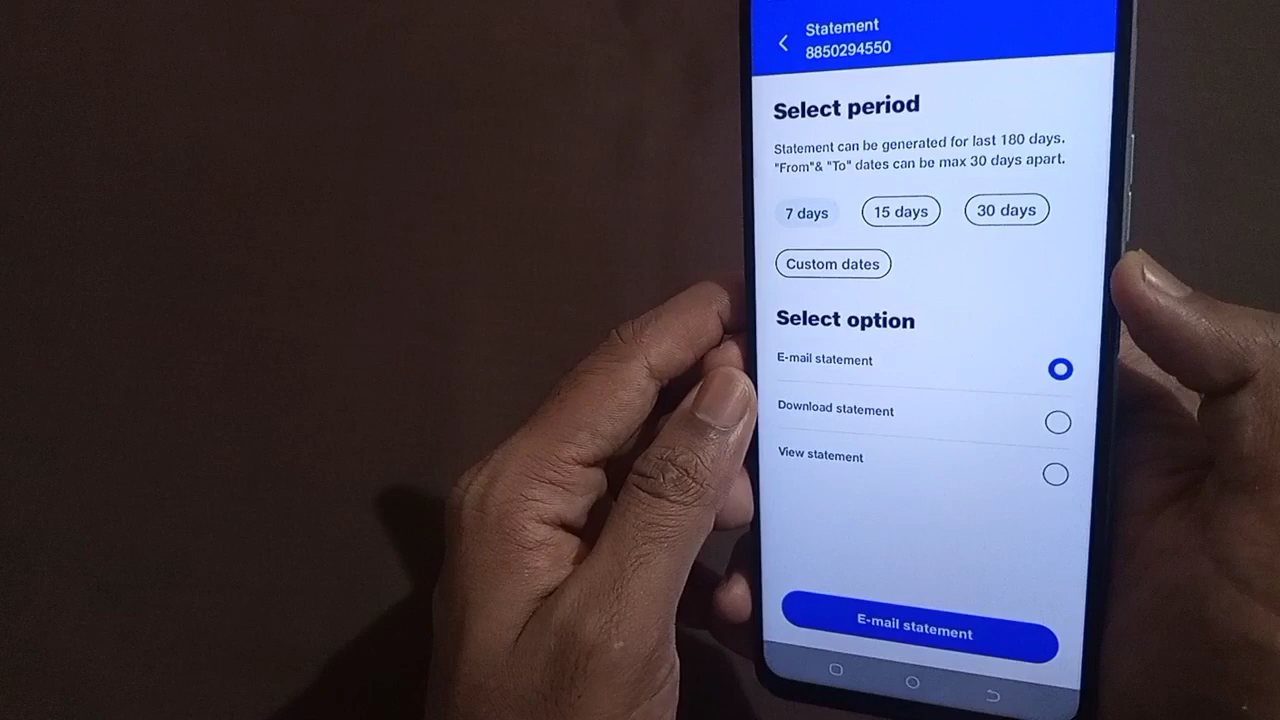 Statement
8850294550
Select period
Statement can be generated for last 180 days.
"From"& "To" dates can be max 30 days apart.
7 days
15 days
30 days
Custom dates
Select option
E-mail statement
Download statement
View statement
E-mail statement